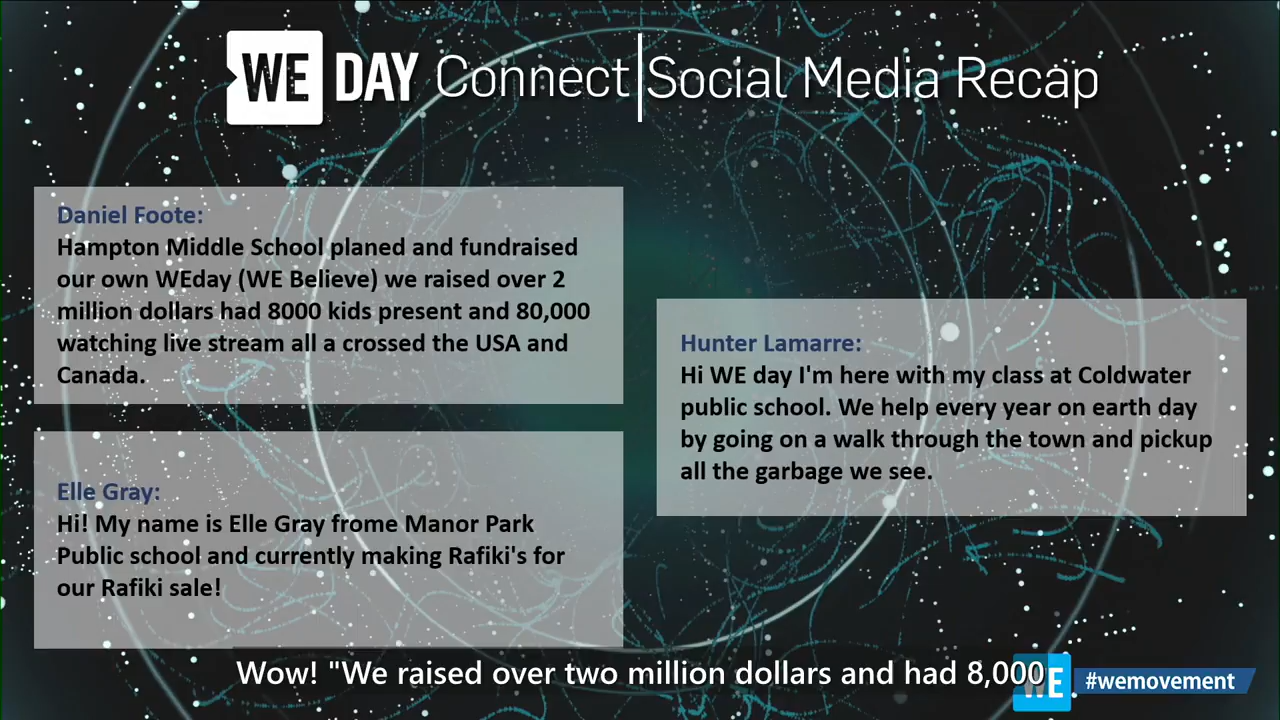 WE DAY Connect Social Media Recap
Daniel Foote:
Hampton Middle School planed and fundraised
our own WEday (WE Believe) we raised over 2
million dollars had 8000 kids present and 80,000
watching live stream all a crossed the USA and
Canada.
Hunter Lamarre:
Hi WE day I'm here with my class at Coldwater
public school. We help every year on earth day
by going on a walk through the town and pickup
all the garbage we see.
Elle Gray:
Hi! My name is Elle Gray frome Manor Park
Public school and currently making Rafiki's for
our Rafiki sale!
Wow! "We raised over two million dollars and had 8,000
WE #wemovement